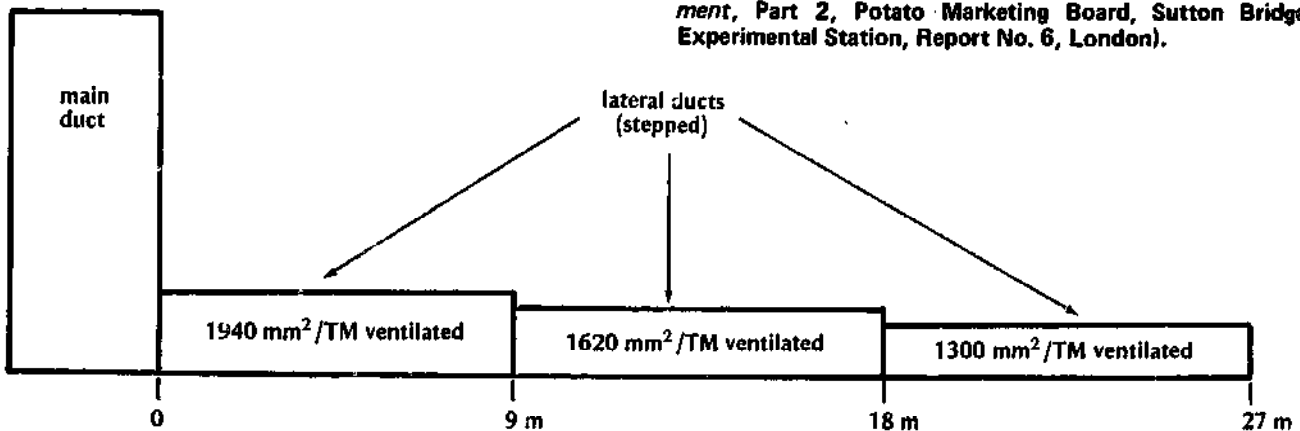 ment, Part 2, Potato Marketing Board, Sutton Bridge
Experimental Station, Report No. 6, London).
main
duct
lateral ducts
(stepped)
1940 mm²/TM ventilated
1620 mm²/TM ventilated
1300 mm²/TM ventilated
0
9 m
18 m
27 m